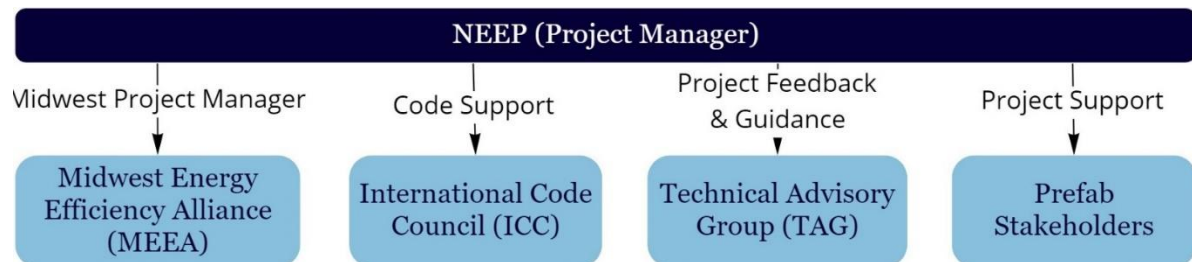 NEEP (Project Manager)
Midwest Project Manager
Code Support
Project Feedback
& Guidance
Project Support
Midwest Energy
Efficiency Alliance
(MEEA)
International Code
Council (ICC)
Technical Advisory
Group (TAG)
Prefab
Stakeholders